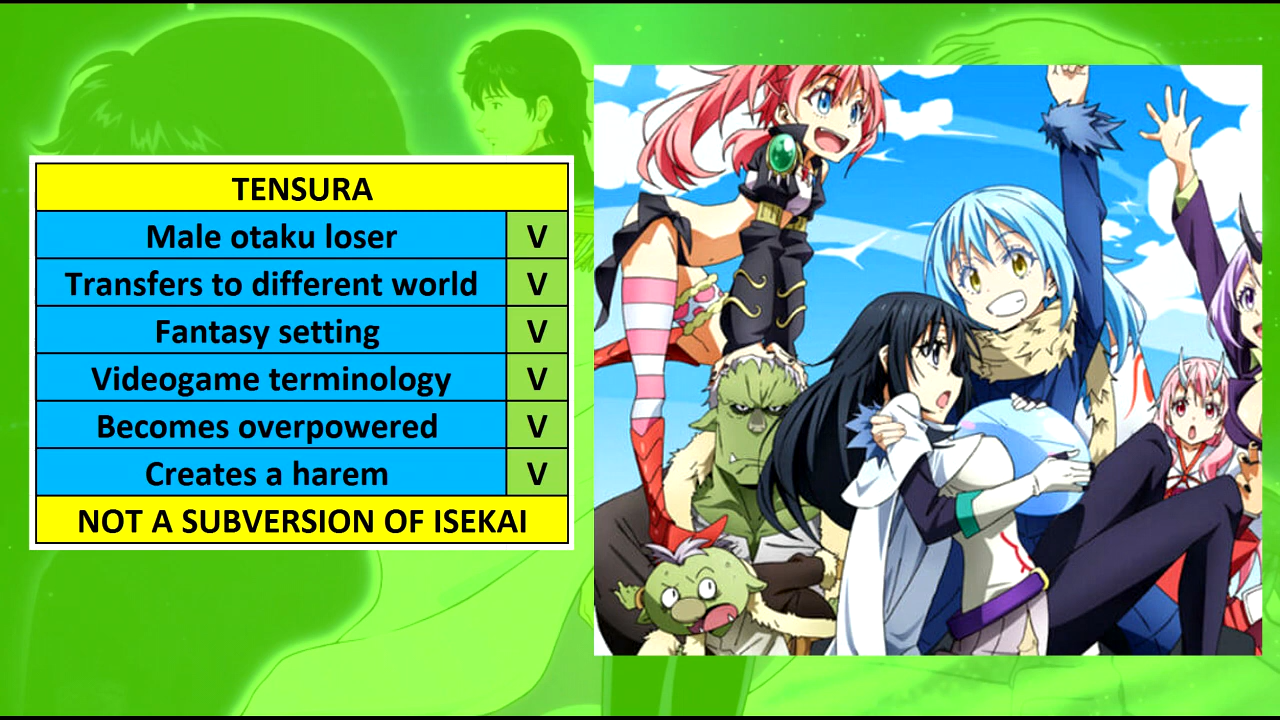 TENSURA
Male otaku loser V
Transfers to different world V
Fantasy setting V
Videogame terminology V
Becomes overpowered V
Creates a harem V
NOT A SUBVERSION OF ISEKAI